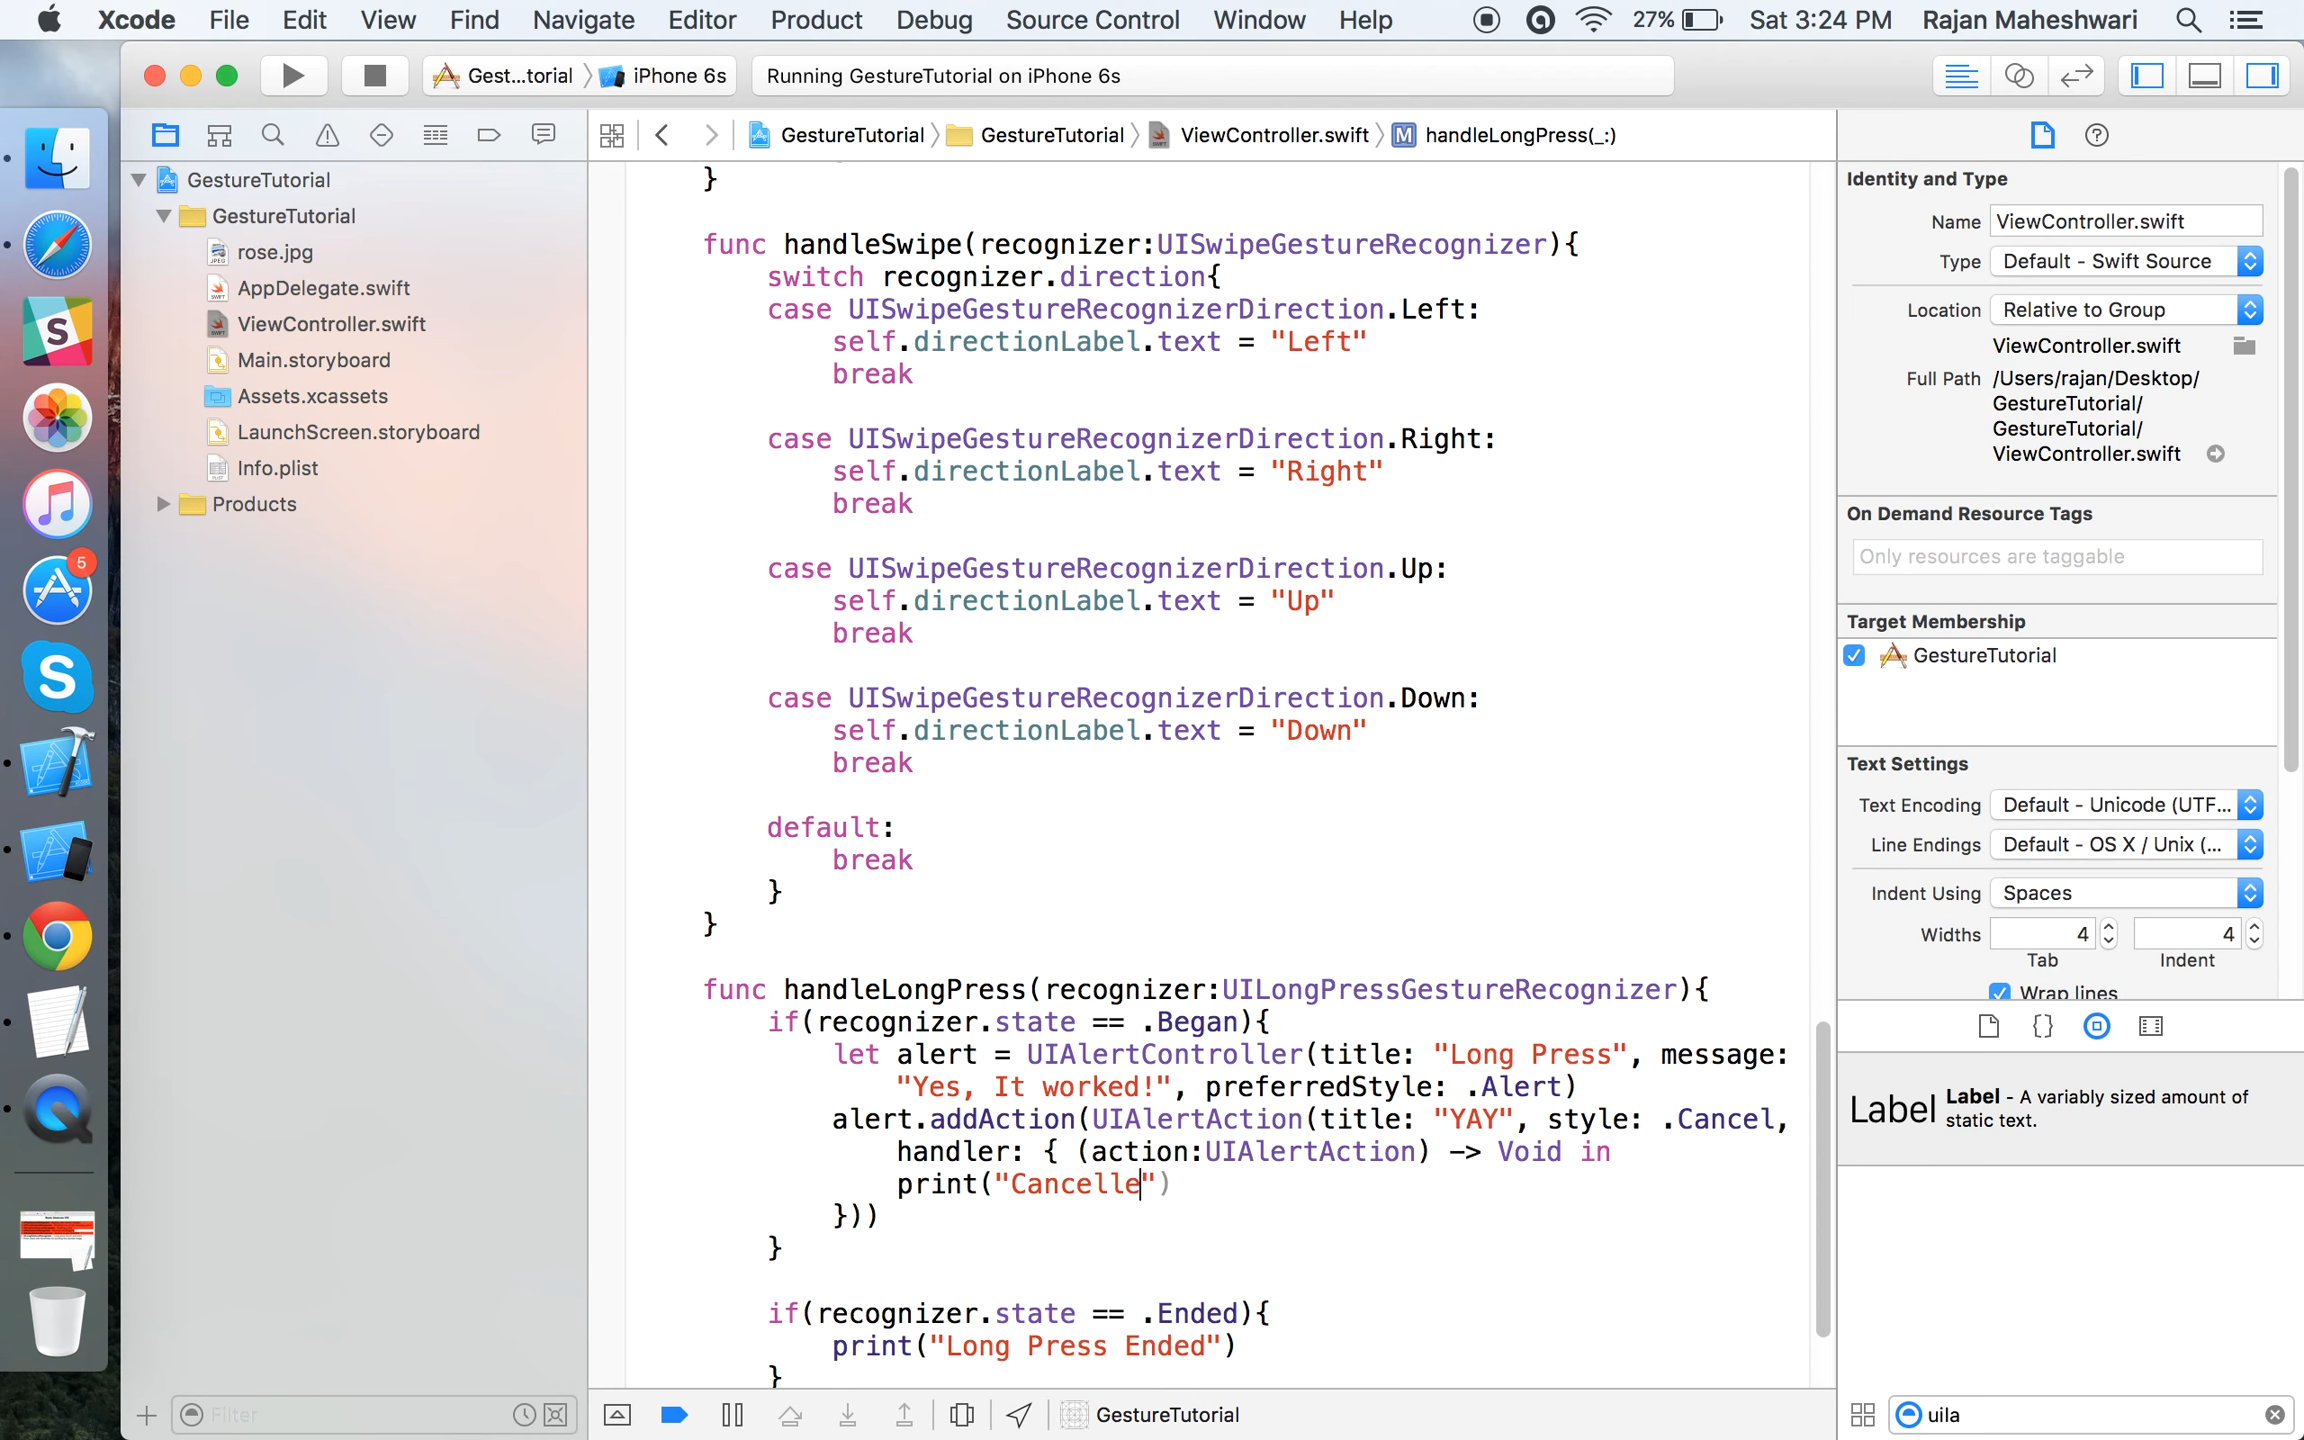 Xcode File Edit View Find Navigate Editor Product Debug Source Control Window Help 27% Sat 3:24 PM Rajan Maheshwari
Gest...torial iPhone 6s Running GestureTutorial on iPhone 6s
GestureTutorial GestureTutorial ViewController.swift M handleLongPress(_:)
GestureTutorial
GestureTutorial
rose.jpg
AppDelegate.swift
ViewController.swift
Main.storyboard
Assets.xcassets
LaunchScreen.storyboard
Info.plist
Products
5
Filter
}
func handleSwipe(recognizer:UISwipeGestureRecognizer){
switch recognizer.direction{
case UISwipeGestureRecognizerDirection.Left:
self.directionLabel.text = "Left"
break
case UISwipeGestureRecognizerDirection.Right:
self.directionLabel.text = "Right"
break
case UISwipeGestureRecognizerDirection.Up:
self.directionLabel.text = "Up"
break
case UISwipeGestureRecognizerDirection.Down:
self.directionLabel.text = "Down"
break
default:
break
}
}
func handleLongPress(recognizer:UILongPressGestureRecognizer){
if(recognizer.state == .Began){
let alert = UIAlertController(title: "Long Press", message:
"Yes, It worked!", preferredStyle: .Alert)
alert.addAction(UIAlertAction(title: "YAY", style: .Cancel,
handler: { (action:UIAlertAction) -> Void in
print("Cancelle")
}))
}
if(recognizer.state == .Ended){
print("Long Press Ended")
}
GestureTutorial
Identity and Type
Name ViewController.swift
Type Default - Swift Source
Location Relative to Group
ViewController.swift
Full Path /Users/rajan/Desktop/
GestureTutorial/
GestureTutorial/
ViewController.swift
On Demand Resource Tags
Only resources are taggable
Target Membership
GestureTutorial
Text Settings
Text Encoding Default - Unicode (UTF...
Line Endings Default - OS X / Unix (...
Indent Using Spaces
Widths 4 4
Tab Indent
Wrap lines
{}
Label Label - A variably sized amount of
static text.
uila